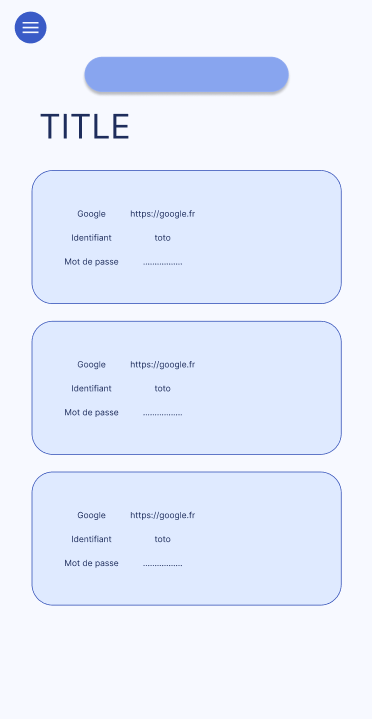 TITLE
Google https://google.fr
Identifiant toto
Mot de passe .................
Google https://google.fr
Identifiant toto
Mot de passe .................
Google https://google.fr
Identifiant toto
Mot de passe .................